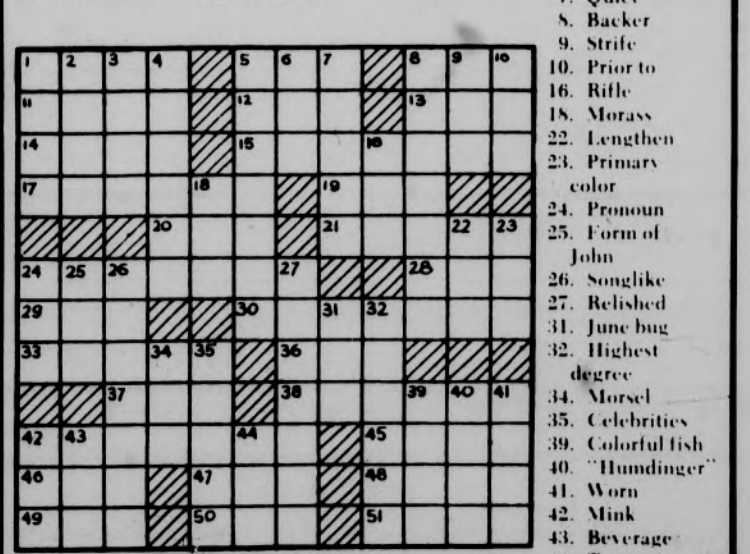 7. Quiet
8. Backer
9. Strife
10. Prior to
16. Rifle
18. Morass
22. Lengthen
23. Primary
color
24. Pronoun
25. Form of
John
26. Songlike
27. Relished
31. June bug
32. Highest
degree
34. Morsel
35. Celebrities
39. Colorful fish
40. "Humdinger"
41. Worn
42. Mink
43. Beverage
1 2 3 4 5 6 7 8 9 10
11 12 13
14 15 16
17 18 19
20 21 22 23
24 25 26 27 28
29 30 31 32
33 34 35 36
37 38 39 40 41
42 43 44 45
46 47 48
49 50 51